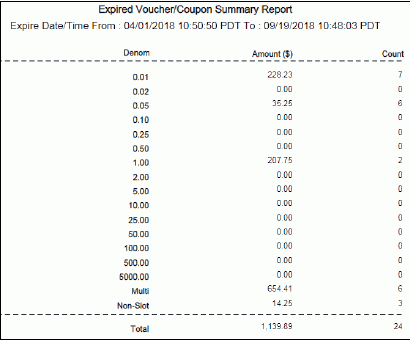 Expired Voucher/Coupon Summary Report
Expire Date/Time From : 04/01/2018 10:50:50 PDT To : 09/19/2018 10:48:03 PDT
Denom Amount ($) Count
0.01 228.23 7
0.02 0.00 0
0.05 35.25 6
0.10 0.00 0
0.25 0.00 0
0.50 0.00 0
1.00 207.75 2
2.00 0.00 0
5.00 0.00 0
10.00 0.00 0
25.00 0.00 0
50.00 0.00 0
100.00 0.00 0
500.00 0.00 0
5000.00 0.00 0
Multi 654.41 6
Non-Slot 14.25 3
Total 1,139.89 24